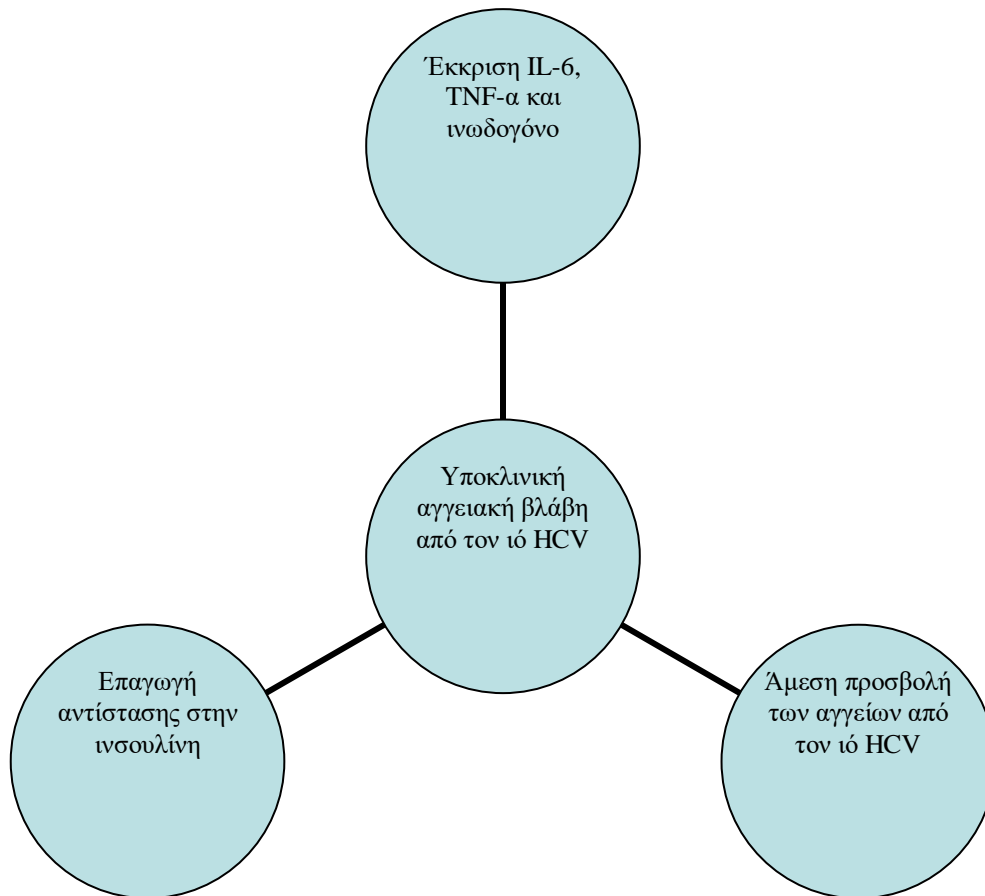 Έκκριση IL-6,
TNF-α και
ινωδογόνο
Υποκλινική
αγγειακή βλάβη
από τον ιό HCV
Επαγωγή
αντίστασης στην
ινσουλίνη
Άμεση προσβολή
των αγγείων από
τον ιό HCV